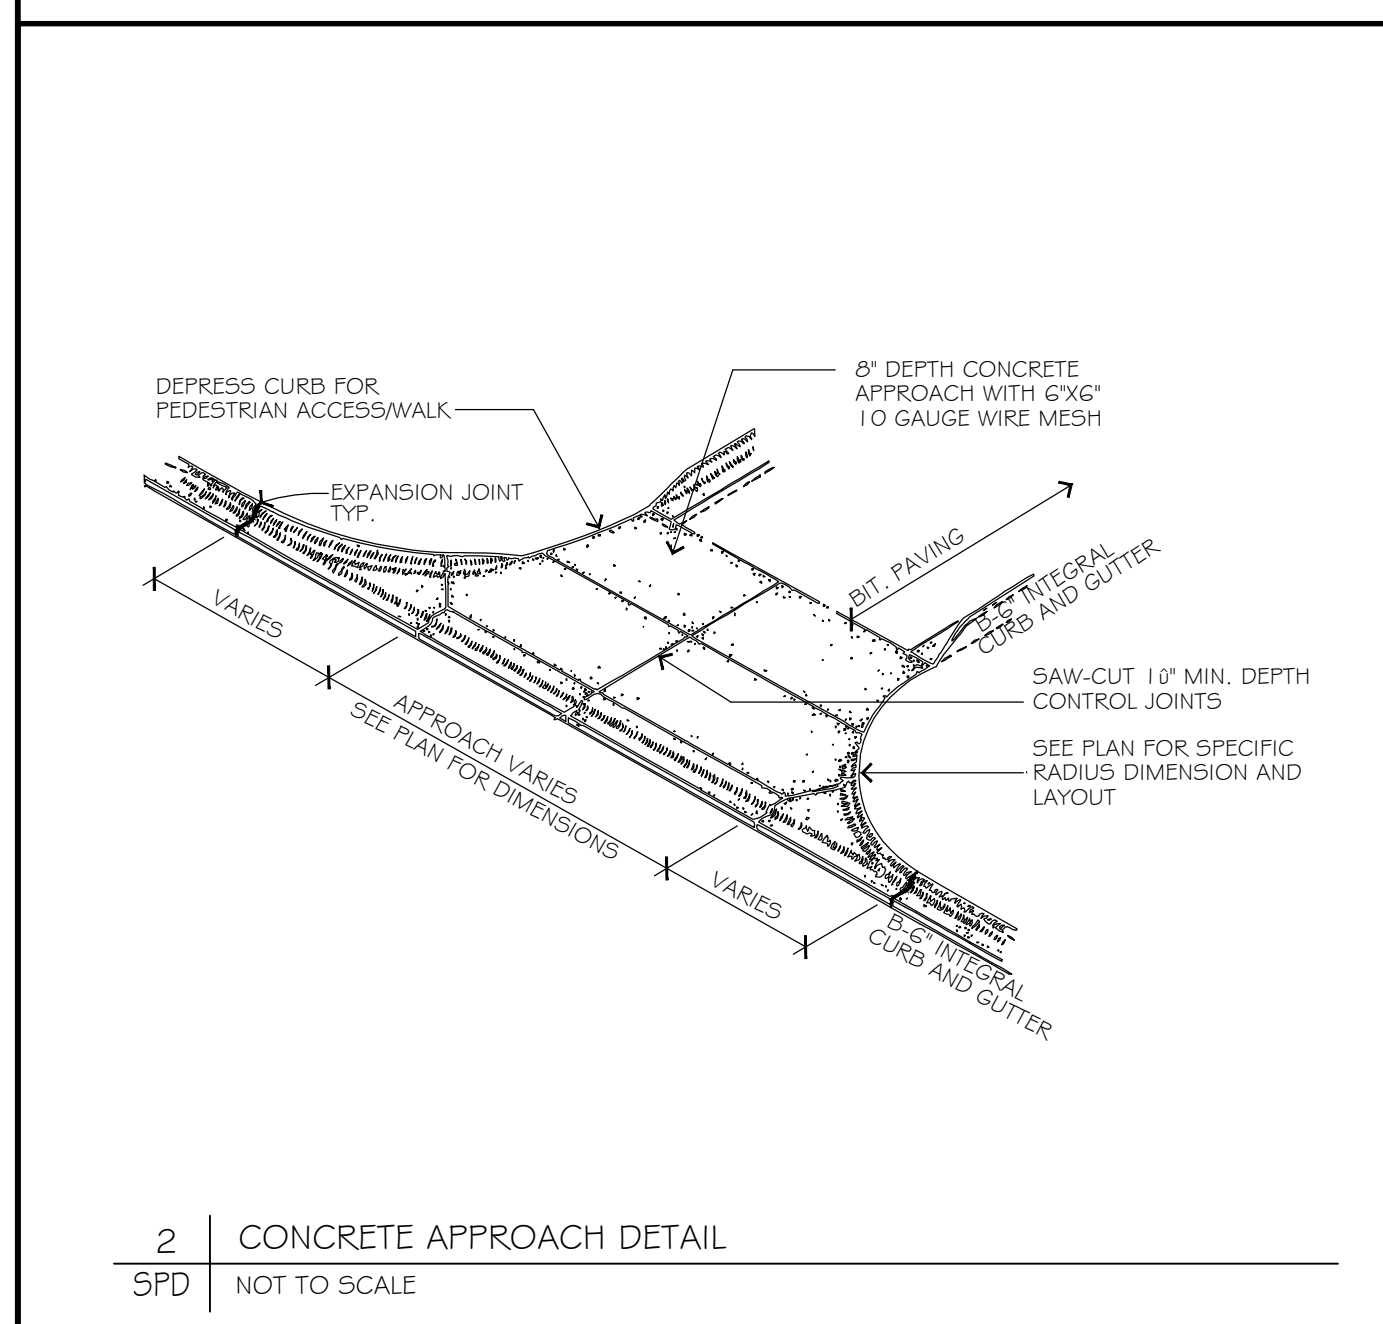 DEPRESS CURB FOR
PEDESTRIAN ACCESS/WALK
8" DEPTH CONCRETE
APPROACH WITH 6"X6"
10 GAUGE WIRE MESH
EXPANSION JOINT
TYP.
BIT. PAVING
B-6" INTEGRAL
CURB AND GUTTER
VARIES
APPROACH VARIES
SEE PLAN FOR DIMENSIONS
VARIES
SAW-CUT 1û" MIN. DEPTH
CONTROL JOINTS
SEE PLAN FOR SPECIFIC
RADIUS DIMENSION AND
LAYOUT
B-6" INTEGRAL
CURB AND GUTTER
2
CONCRETE APPROACH DETAIL
SPD
NOT TO SCALE